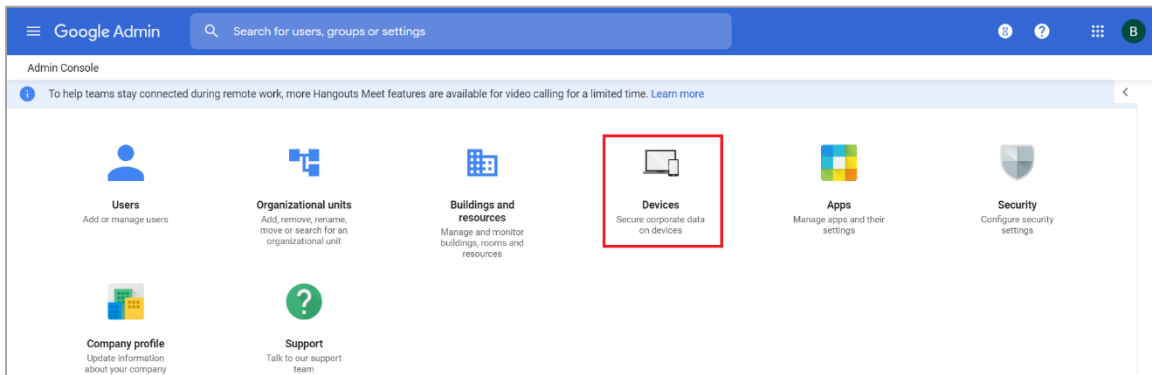 Google Admin
Search for users, groups or settings
B
Admin Console
To help teams stay connected during remote work, more Hangouts Meet features are available for video calling for a limited time. Learn more
Users
Add or manage users
Organizational units
Add, remove, rename,
move or search for an
organizational unit
Buildings and
resources
Manage and monitor
buildings, rooms and
resources
Devices
Secure corporate data
on devices
Apps
Manage apps and their
settings
Security
Configure security
settings
Company profile
Update information
about your company
Support
Talk to our support
team